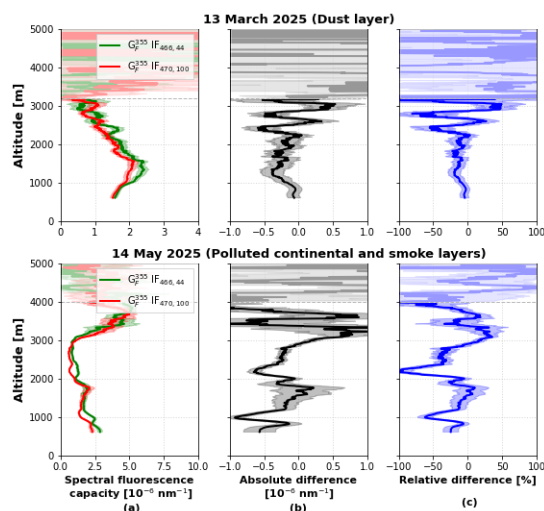 13 March 2025 (Dust layer)
5000
4000
3000
2000
1000
0
Altitude [m]
G_F^355 IF_466,44
G_F^355 IF_470,100
0 1 2 3 4
−1.0 −0.5 0.0 0.5 1.0
−100 −50 0 50 100
14 May 2025 (Polluted continental and smoke layers)
5000
4000
3000
2000
1000
0
Altitude [m]
G_F^355 IF_466,44
G_F^355 IF_470,100
0.0 2.5 5.0 7.5 10.0
−1.0 −0.5 0.0 0.5 1.0
−100 −50 0 50 100
Spectral fluorescence
capacity [10⁻⁶ nm⁻¹]
(a)
Absolute difference
[10⁻⁶ nm⁻¹]
(b)
Relative difference [%]
(c)